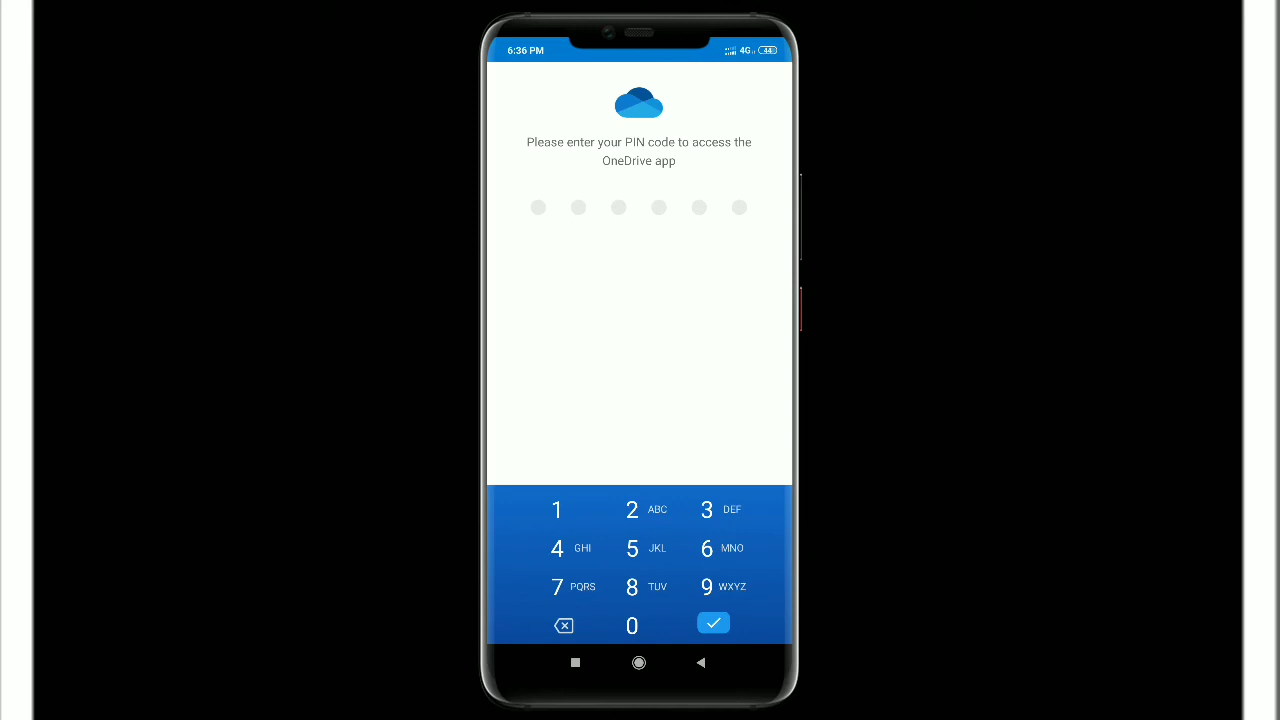 6:36 PM 4G 44
Please enter your PIN code to access the
OneDrive app
1 2 ABC 3 DEF
4 GHI 5 JKL 6 MNO
7 PQRS 8 TUV 9 WXYZ
0